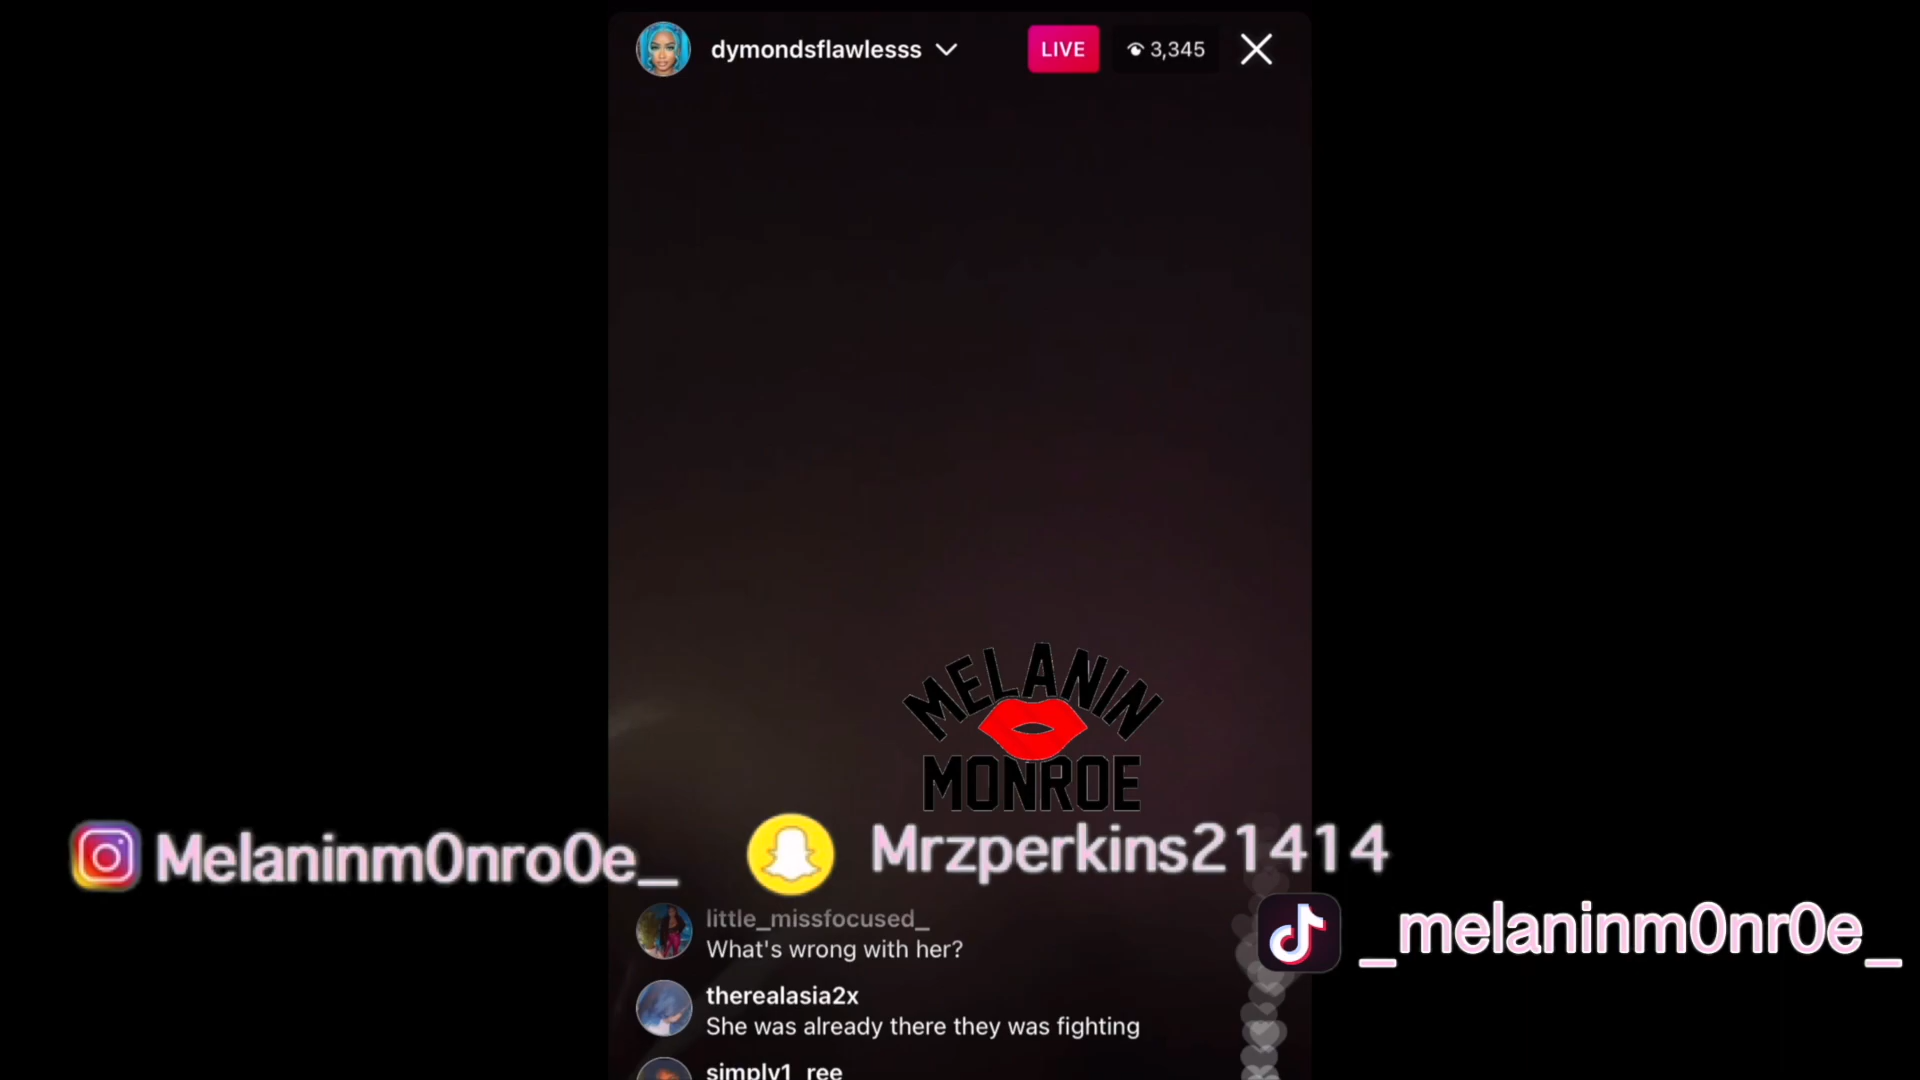 dymondsflawlesss
LIVE
3,345
MELANIN
MONROE
Melaninm0nro0e_
Mrzperkins21414
_melaninm0nr0e_
little_missfocused_
What's wrong with her?
therealasia2x
She was already there they was fighting
simply1_ree